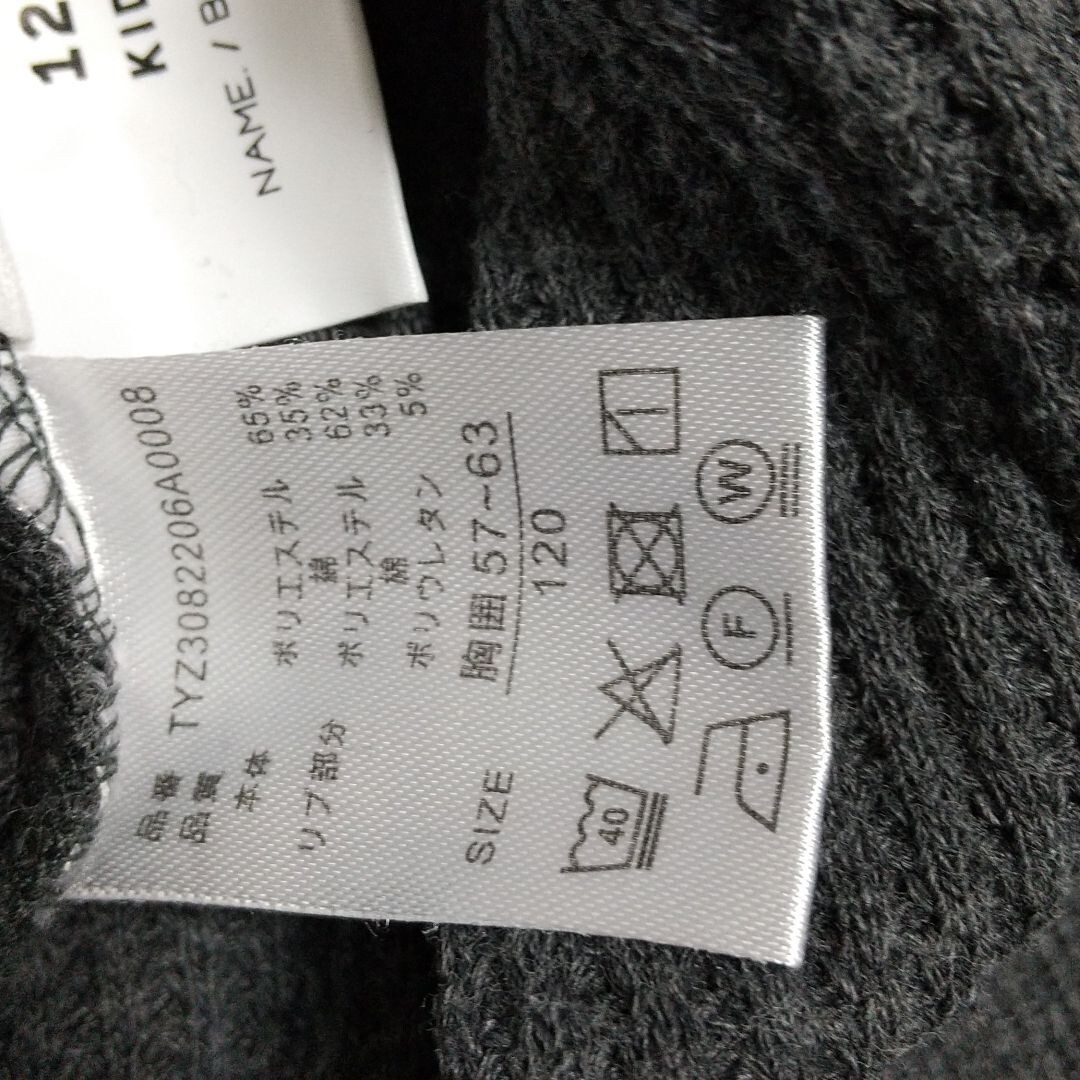 12
KID
NAME. / B
品番 TYZ3082206A0008
品質
本体 ポリエステル 65%
綿 35%
リブ部分 ポリエステル 62%
綿 33%
ポリウレタン 5%
SIZE 胸囲 57~63
120
40
F
W